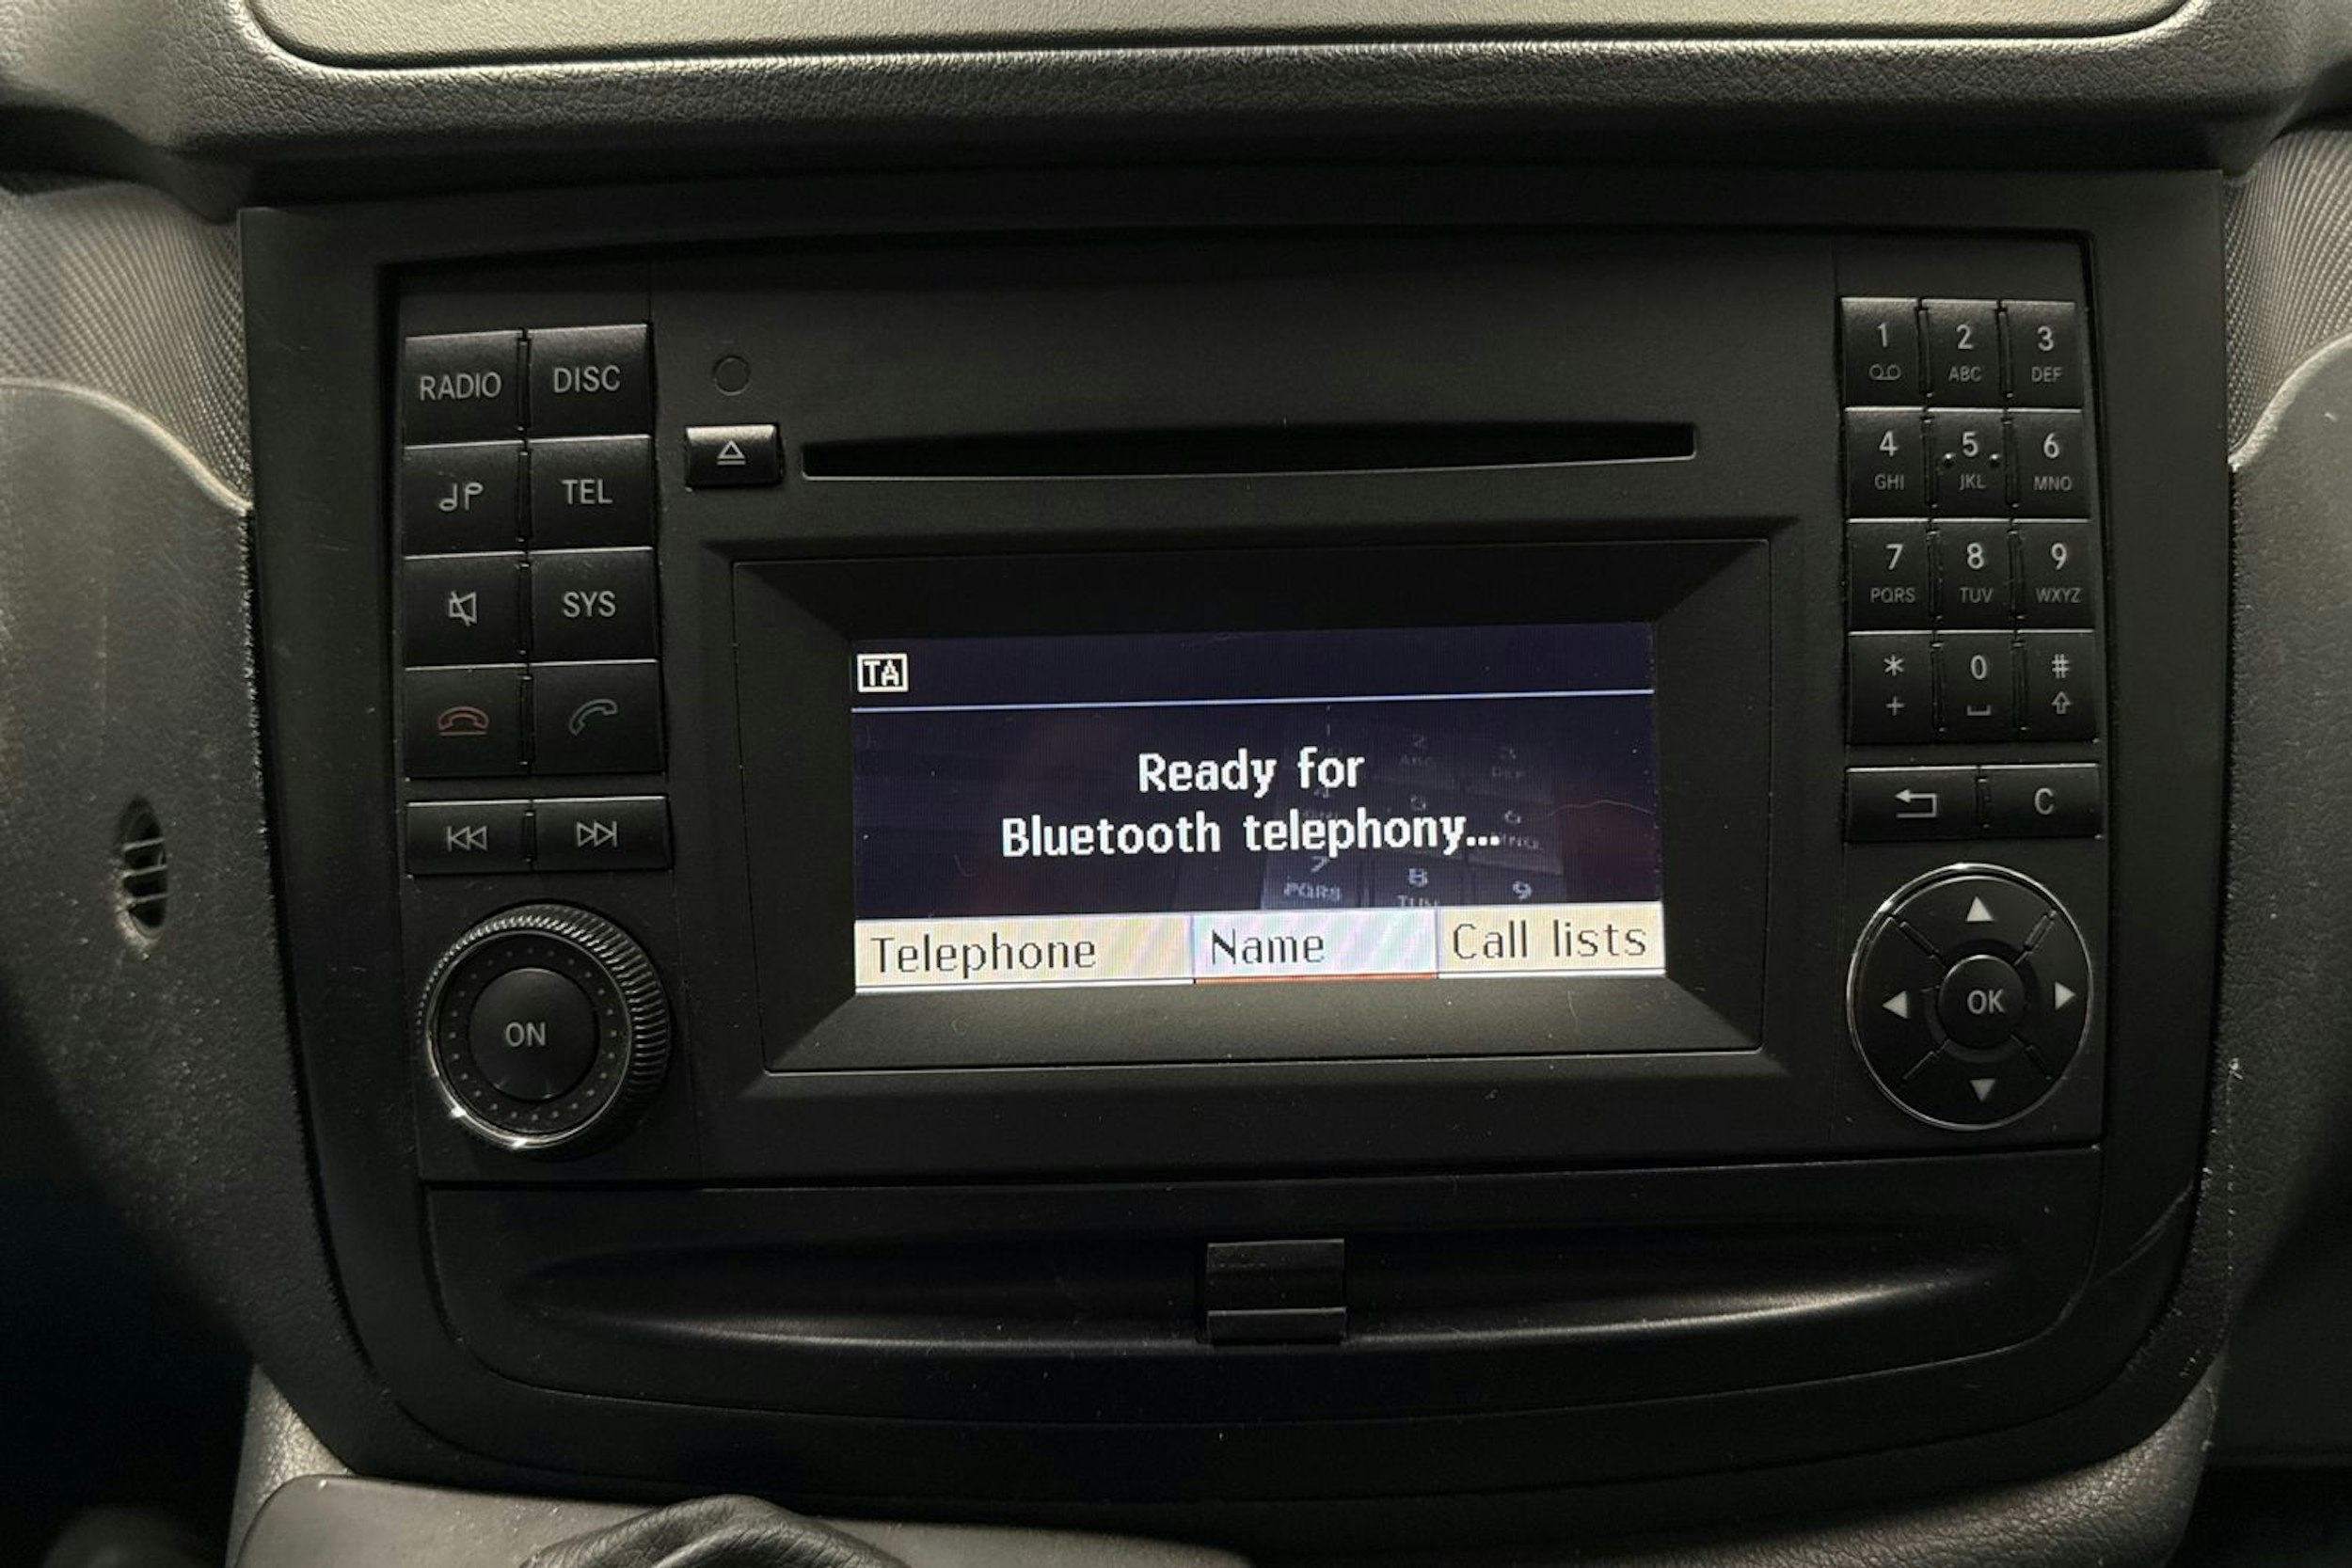 RADIO DISC
TEL
SYS
ON
1 2 ABC 3 DEF
4 GHI 5 JKL 6 MNO
7 PQRS 8 TUV 9 WXYZ
* + 0 #
C
OK
TA
Ready for
Bluetooth telephony...
Telephone Name Call lists